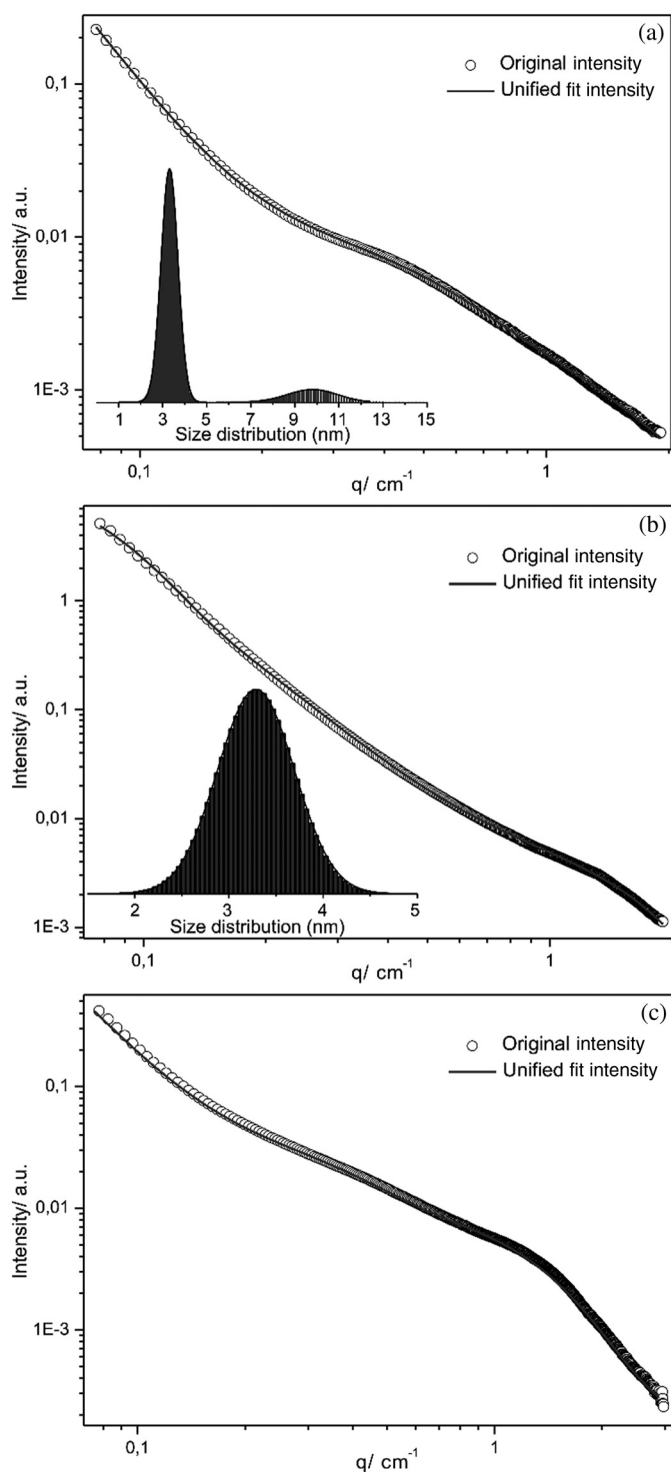 (a)
Original intensity
Unified fit intensity
0,1
0,01
1E-3
Intensity/ a.u.
1 3 5 7 9 11 13 15
Size distribution (nm)
0,1 1
q/ cm⁻¹
(b)
Original intensity
Unified fit intensity
1
0,1
0,01
1E-3
Intensity/ a.u.
2 3 4 5
Size distribution (nm)
0,1 1
q/ cm⁻¹
(c)
Original intensity
Unified fit intensity
0,1
0,01
1E-3
Intensity/ a.u.
0,1 1
q/ cm⁻¹